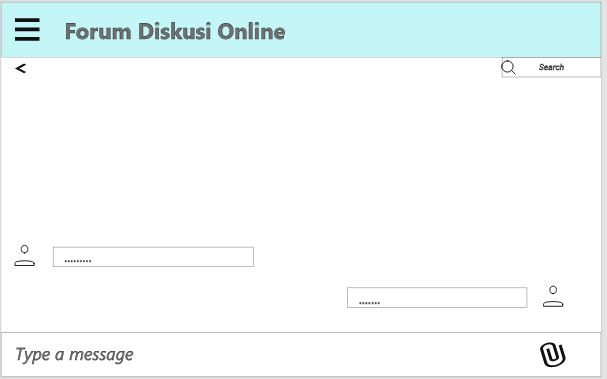 Forum Diskusi Online
<
Search
.........
.......
Type a message